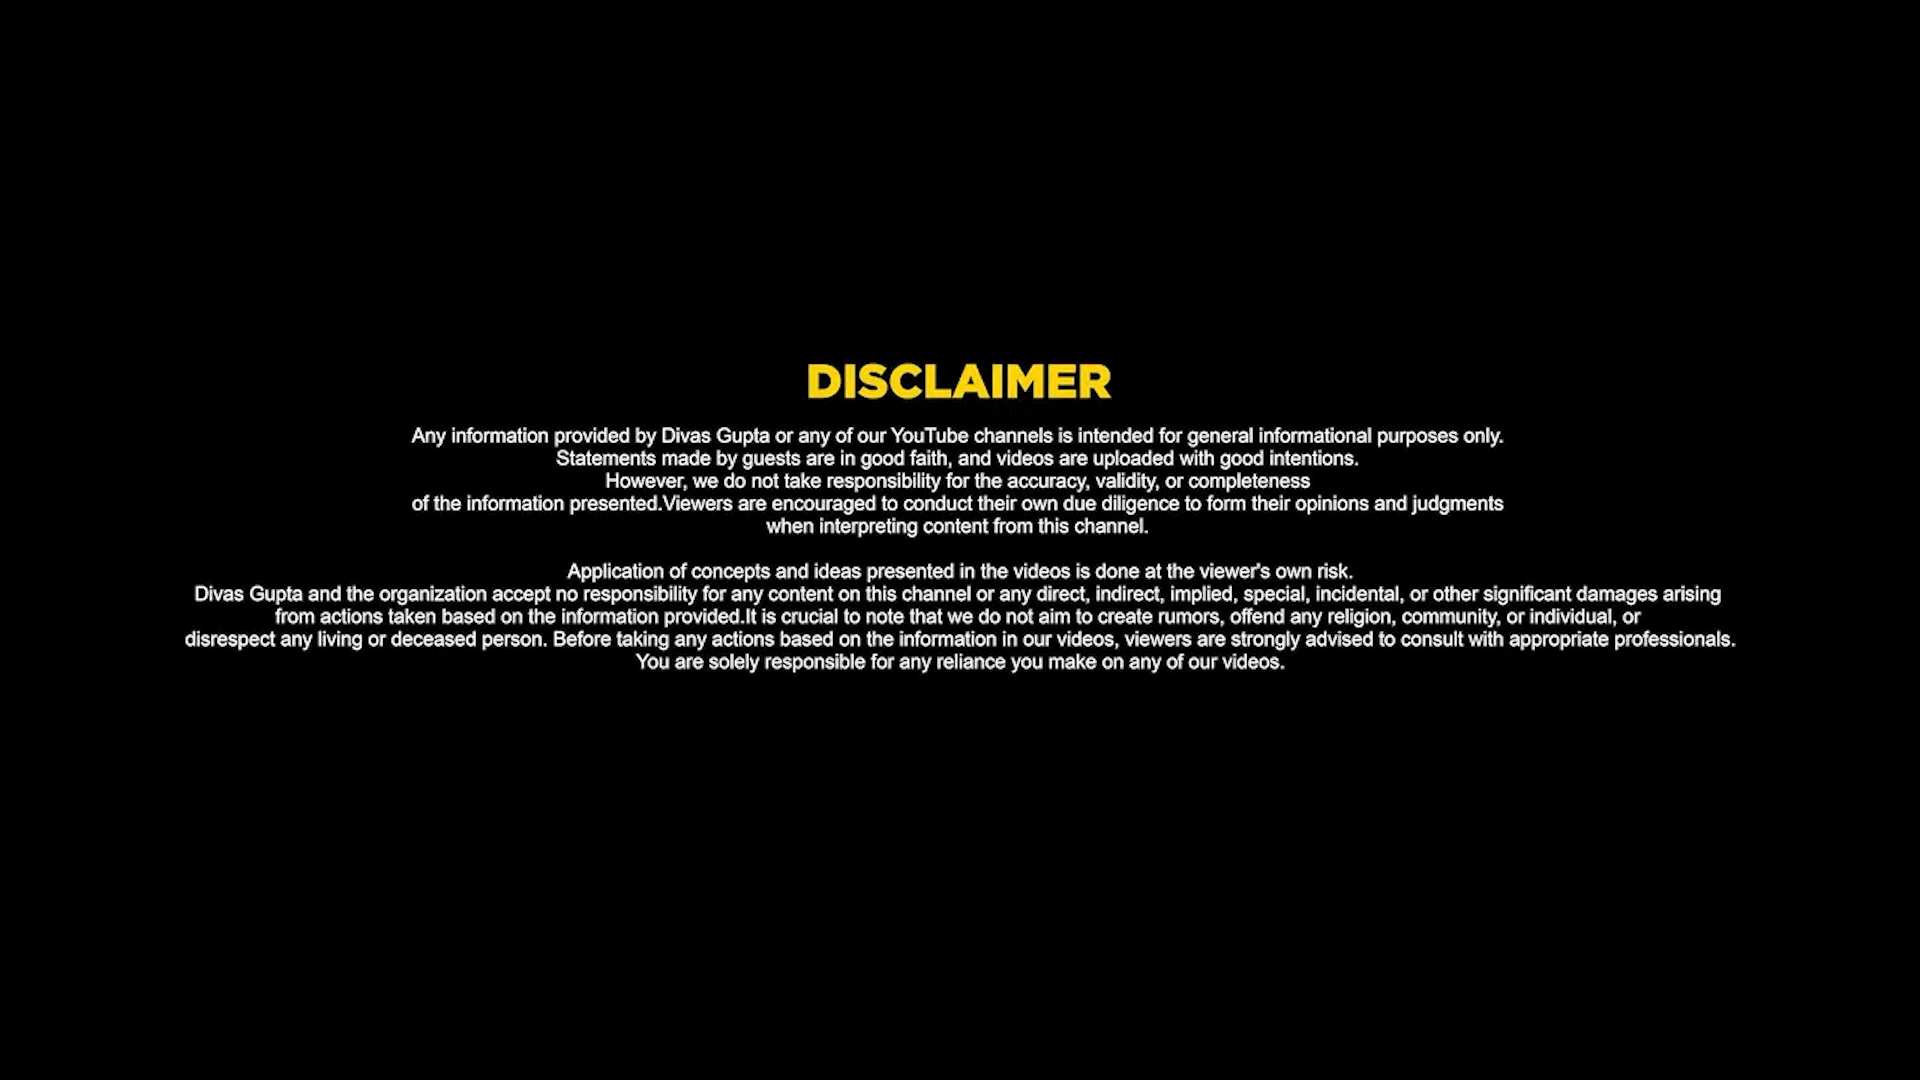 DISCLAIMER
Any information provided by Divas Gupta or any of our YouTube channels is intended for general informational purposes only.
Statements made by guests are in good faith, and videos are uploaded with good intentions.
However, we do not take responsibility for the accuracy, validity, or completeness
of the information presented.Viewers are encouraged to conduct their own due diligence to form their opinions and judgments
when interpreting content from this channel.
Application of concepts and ideas presented in the videos is done at the viewer's own risk.
Divas Gupta and the organization accept no responsibility for any content on this channel or any direct, indirect, implied, special, incidental, or other significant damages arising
from actions taken based on the information provided.It is crucial to note that we do not aim to create rumors, offend any religion, community, or individual, or
disrespect any living or deceased person. Before taking any actions based on the information in our videos, viewers are strongly advised to consult with appropriate professionals.
You are solely responsible for any reliance you make on any of our videos.